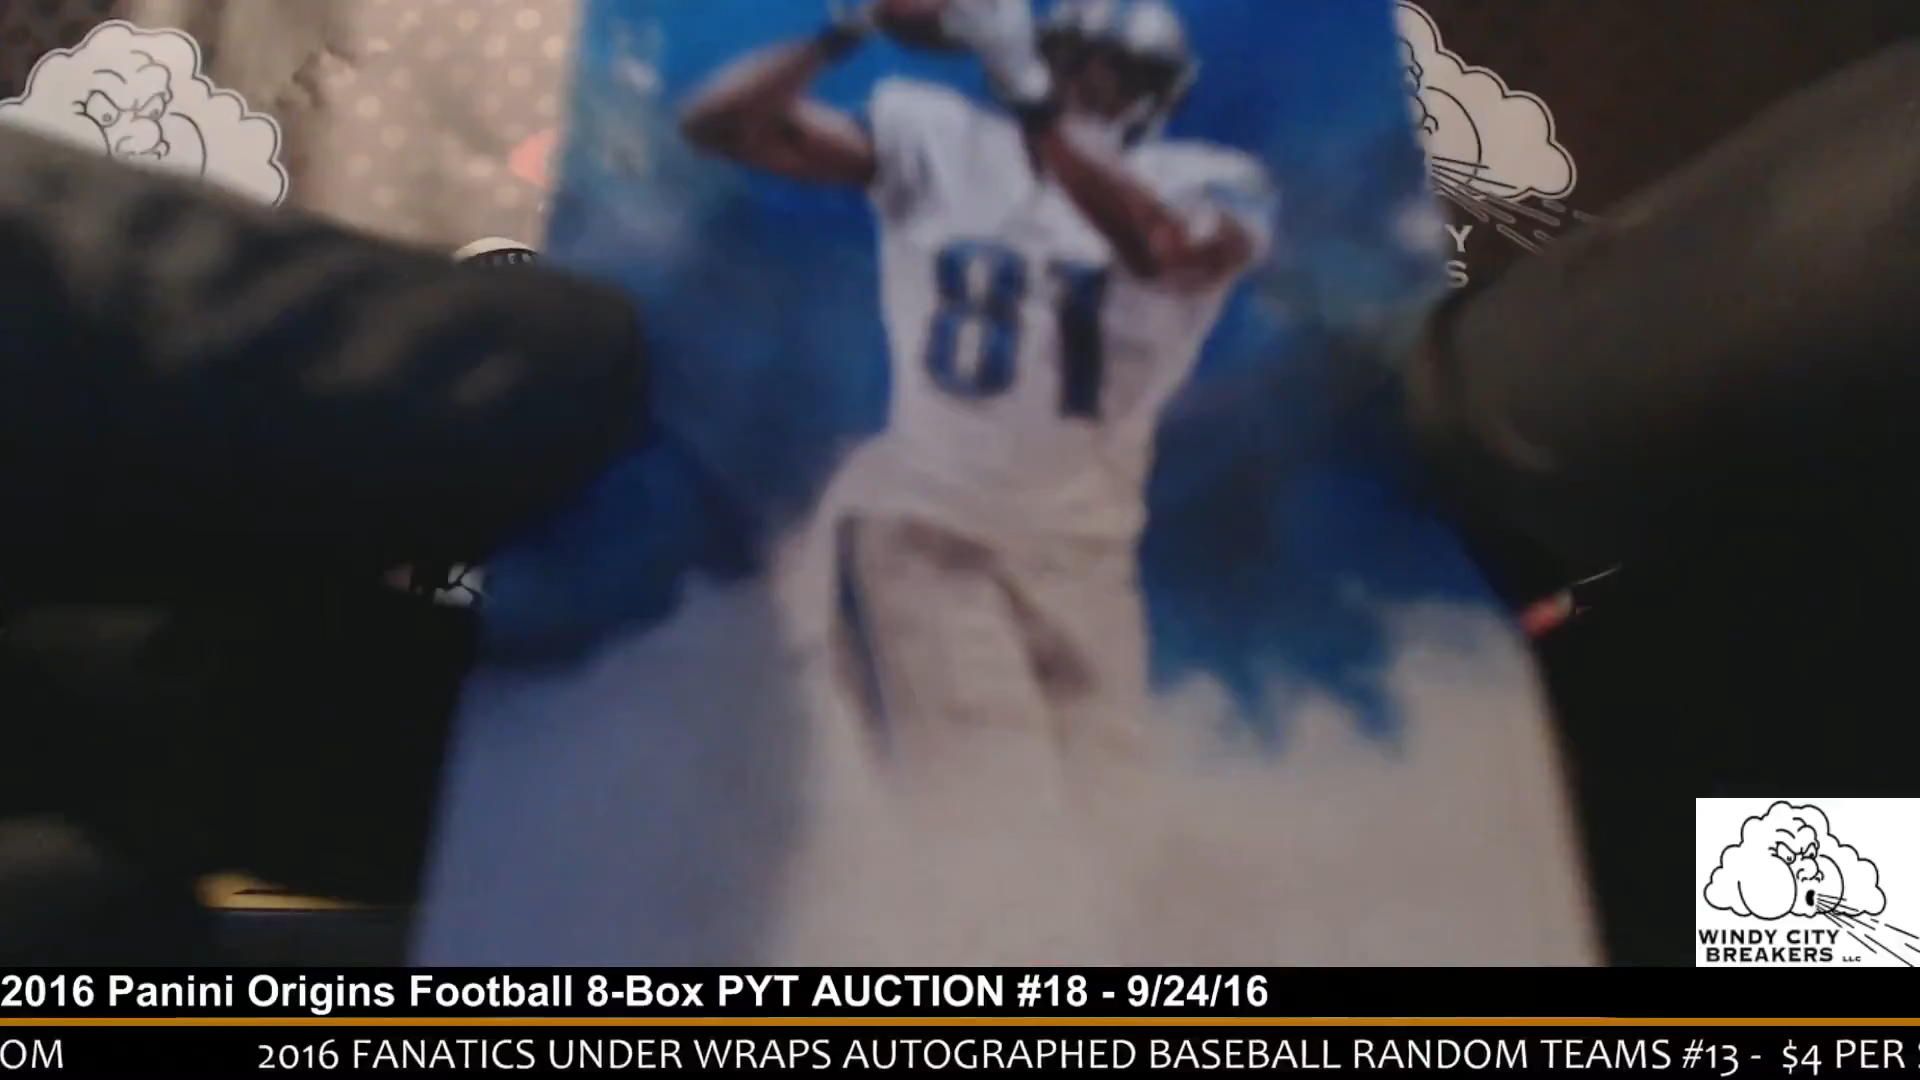 81
Y
S
WINDY CITY
BREAKERS LLC
2016 Panini Origins Football 8-Box PYT AUCTION #18 - 9/24/16
OM 2016 FANATICS UNDER WRAPS AUTOGRAPHED BASEBALL RANDOM TEAMS #13 - $4 PER